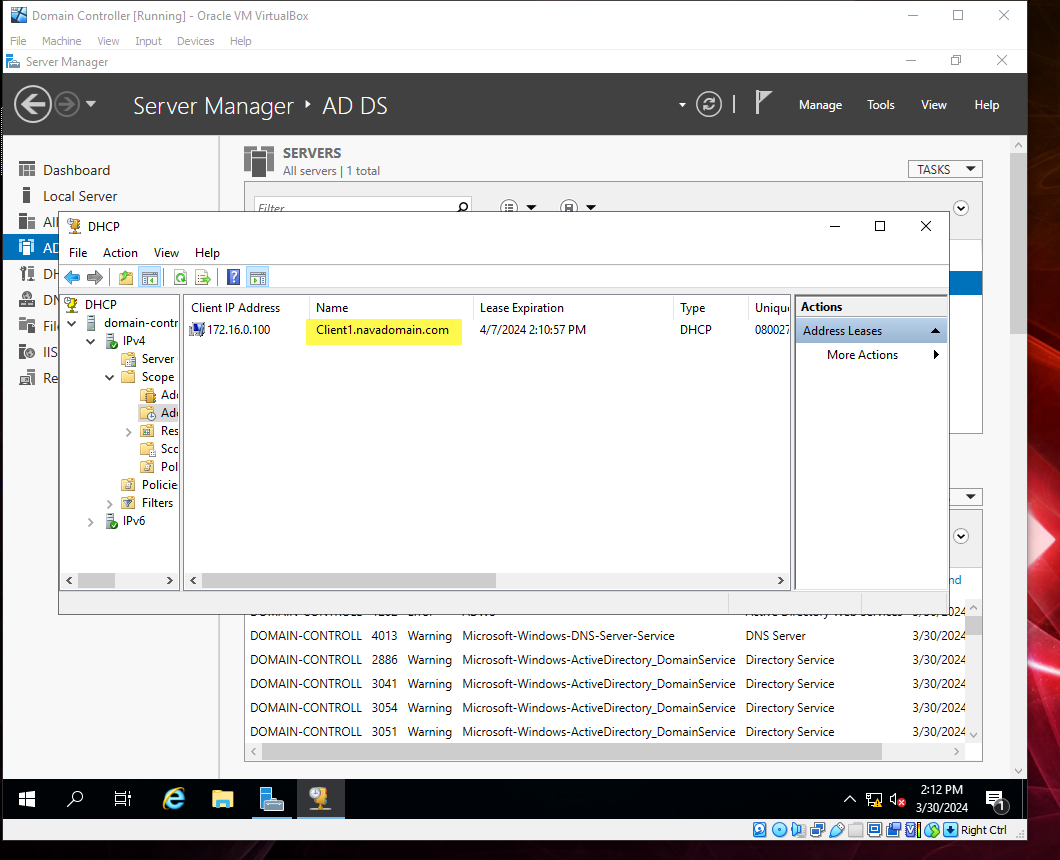 Domain Controller [Running] - Oracle VM VirtualBox
File Machine View Input Devices Help
Server Manager
Server Manager AD DS
Manage Tools View Help
Dashboard
Local Server
All
AD
DH
DN
File
IIS
Re
SERVERS
All servers | 1 total
TASKS
Filter
DHCP
File Action View Help
DHCP
domain-contr
IPv4
Server
Scope
Add
Add
Res
Sco
Pol
Policie
Filters
IPv6
Client IP Address Name Lease Expiration Type Uniqu
172.16.0.100 Client1.navadomain.com 4/7/2024 2:10:57 PM DHCP 080027
Actions
Address Leases
More Actions
DOMAIN-CONTROLL 4013 Warning Microsoft-Windows-DNS-Server-Service DNS Server 3/30/2024
DOMAIN-CONTROLL 2886 Warning Microsoft-Windows-ActiveDirectory_DomainService Directory Service 3/30/2024
DOMAIN-CONTROLL 3041 Warning Microsoft-Windows-ActiveDirectory_DomainService Directory Service 3/30/2024
DOMAIN-CONTROLL 3054 Warning Microsoft-Windows-ActiveDirectory_DomainService Directory Service 3/30/2024
DOMAIN-CONTROLL 3051 Warning Microsoft-Windows-ActiveDirectory_DomainService Directory Service 3/30/2024
2:12 PM
3/30/2024
1
Right Ctrl